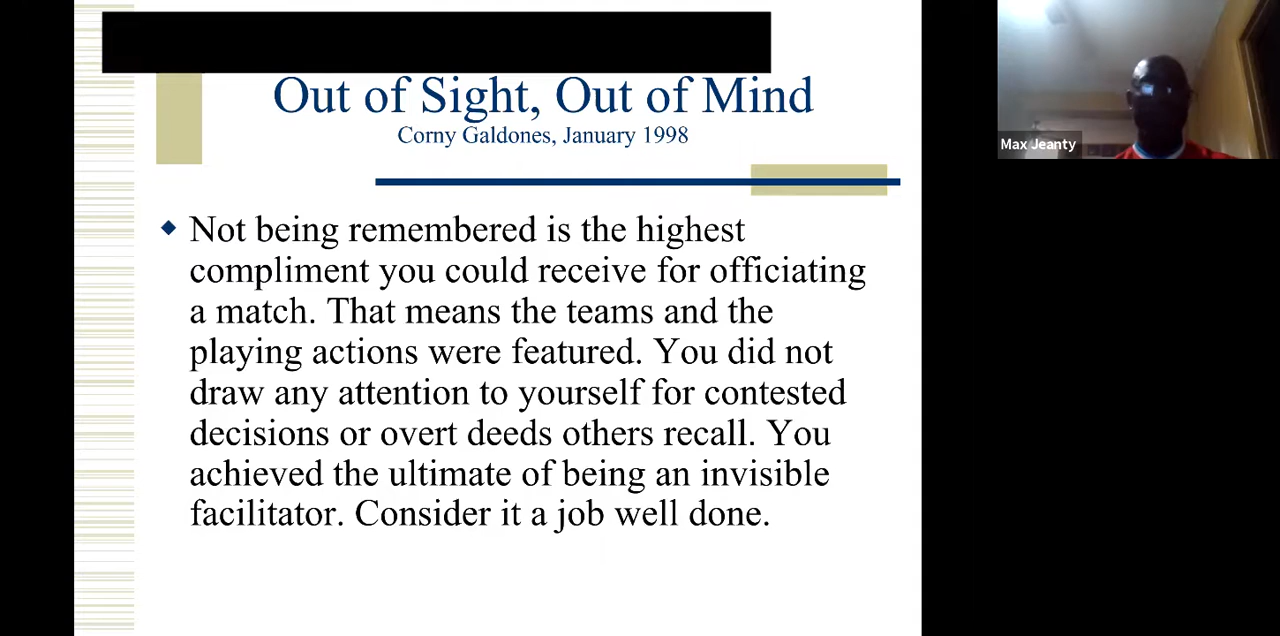 Out of Sight, Out of Mind
Corny Galdones, January 1998
Not being remembered is the highest
compliment you could receive for officiating
a match. That means the teams and the
playing actions were featured. You did not
draw any attention to yourself for contested
decisions or overt deeds others recall. You
achieved the ultimate of being an invisible
facilitator. Consider it a job well done.
Max Jeanty